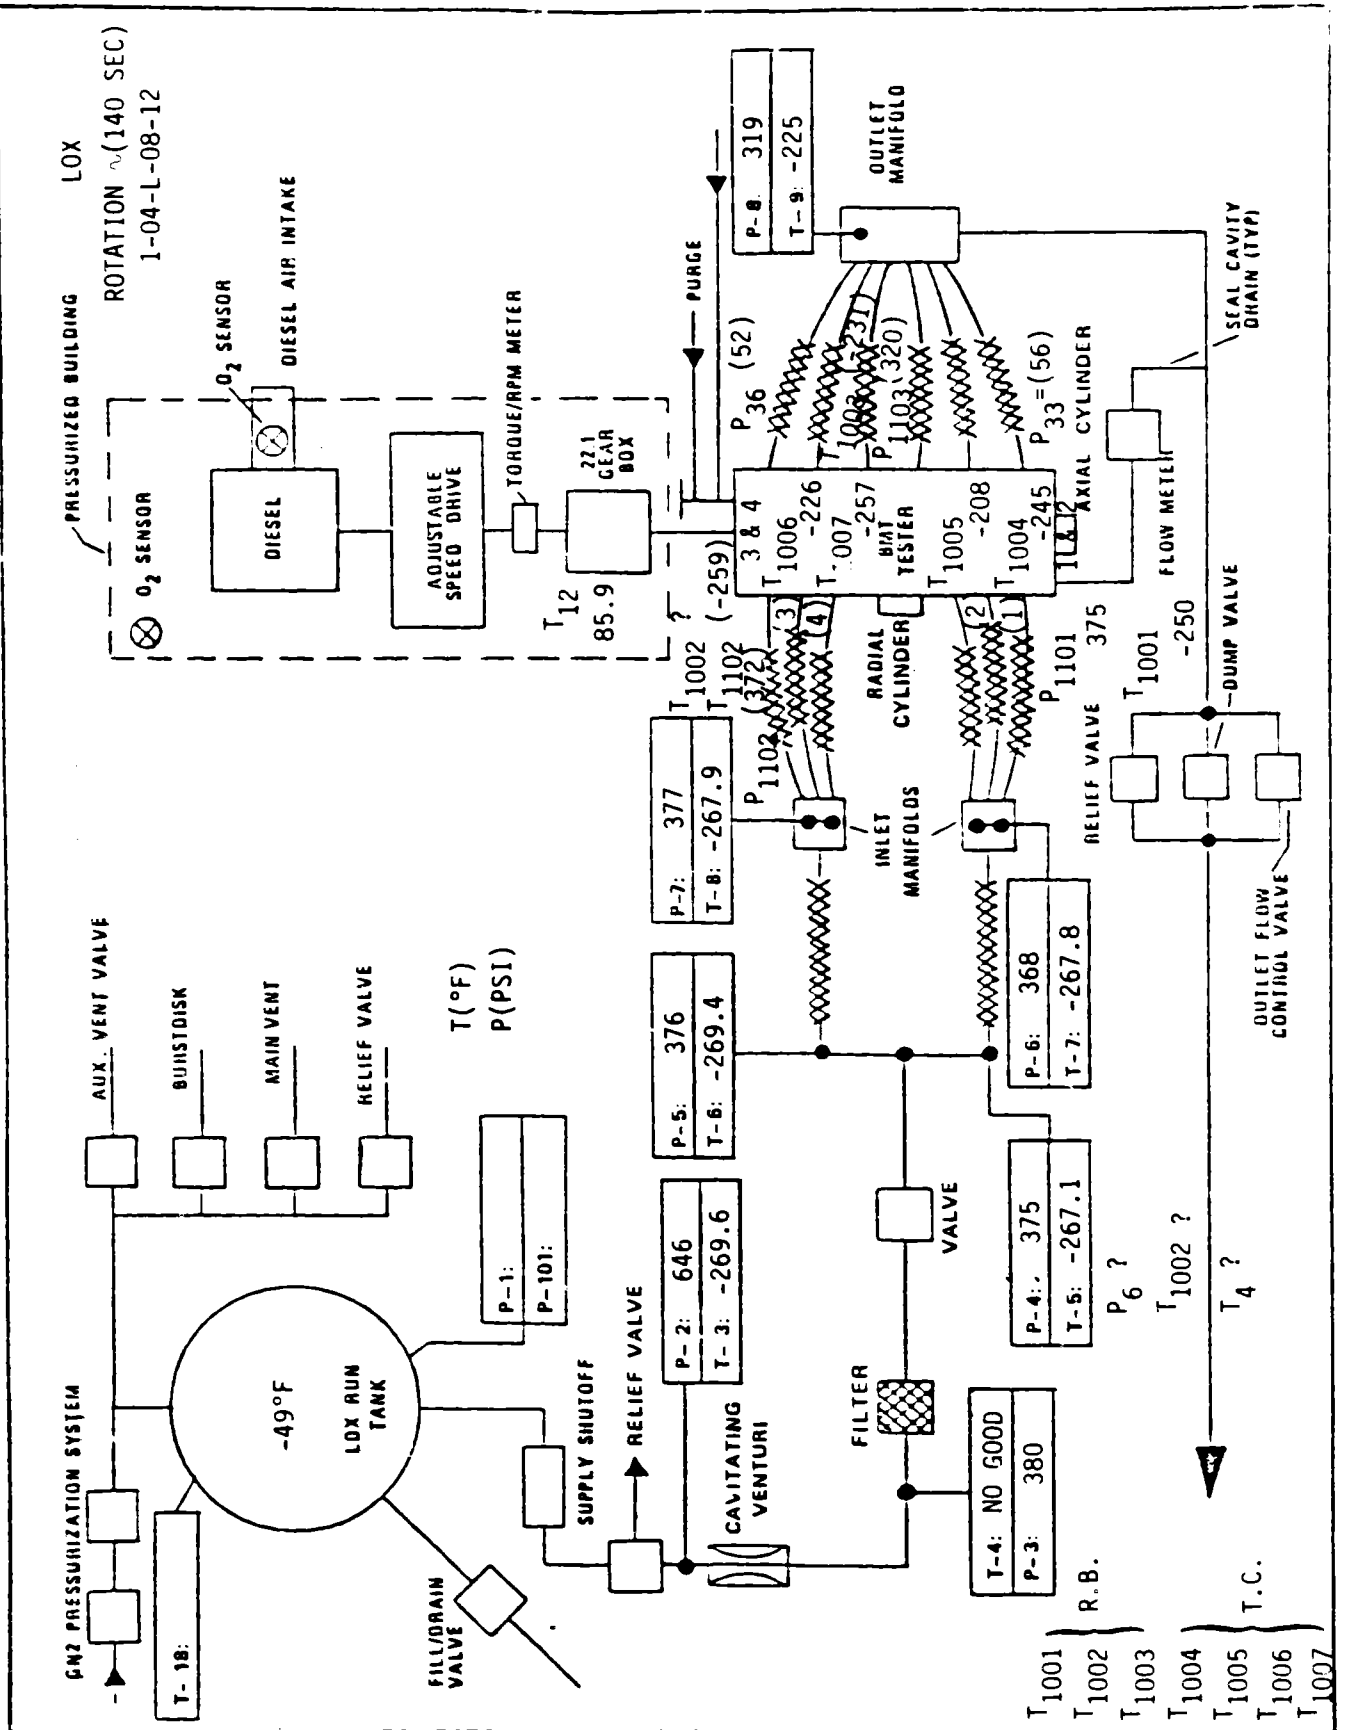 LOX
ROTATION ~(140 SEC)
1-04-L-08-12
PRESSURIZED BUILDING
O2 SENSOR
O2 SENSOR
DIESEL AIR INTAKE
DIESEL
ADJUSTABLE
SPEED DRIVE
TORQUE/RPM METER
22.1
GEAR
BOX
T12
85.9
PURGE
P-8: 319
T-9: -225
OUTLET
MANIFOLD
P36 (52)
T1003 (-231)
P1103 (320)
P33=(56)
AXIAL CYLINDER
SEAL CAVITY
DRAIN (TYP)
FLOW METER
3 & 4
T1006
-226
T1007
-257
BMT
TESTER
T1005
-208
T1004
-245
1 & 2
T1002 ?
T1102 (-259)
(372)
P1102
(3)
(4)
(2)
(1)
RADIAL
CYLINDER
P1101
375
T1001
-250
DUMP VALVE
RELIEF VALVE
OUTLET FLOW
CONTROL VALVE
INLET
MANIFOLDS
P-7: 377
T-8: -267.9
P-6: 368
T-7: -267.8
P-5: 376
T-6: -269.4
P-4: 375
T-5: -267.1
P6 ?
T1002 ?
T4 ?
AUX. VENT VALVE
BURSTDISK
MAIN VENT
RELIEF VALVE
T(°F)
P(PSI)
P-1:
P-101:
GN2 PRESSURIZATION SYSTEM
T-18:
-49°F
LOX RUN
TANK
FILL/DRAIN
VALVE
SUPPLY SHUTOFF
RELIEF VALVE
P-2: 646
T-3: -269.6
CAVITATING
VENTURI
FILTER
VALVE
T-4: NO GOOD
P-3: 380
T1001
T1002
T1003
R.B.
T1004
T1005
T1006
T1007
T.C.